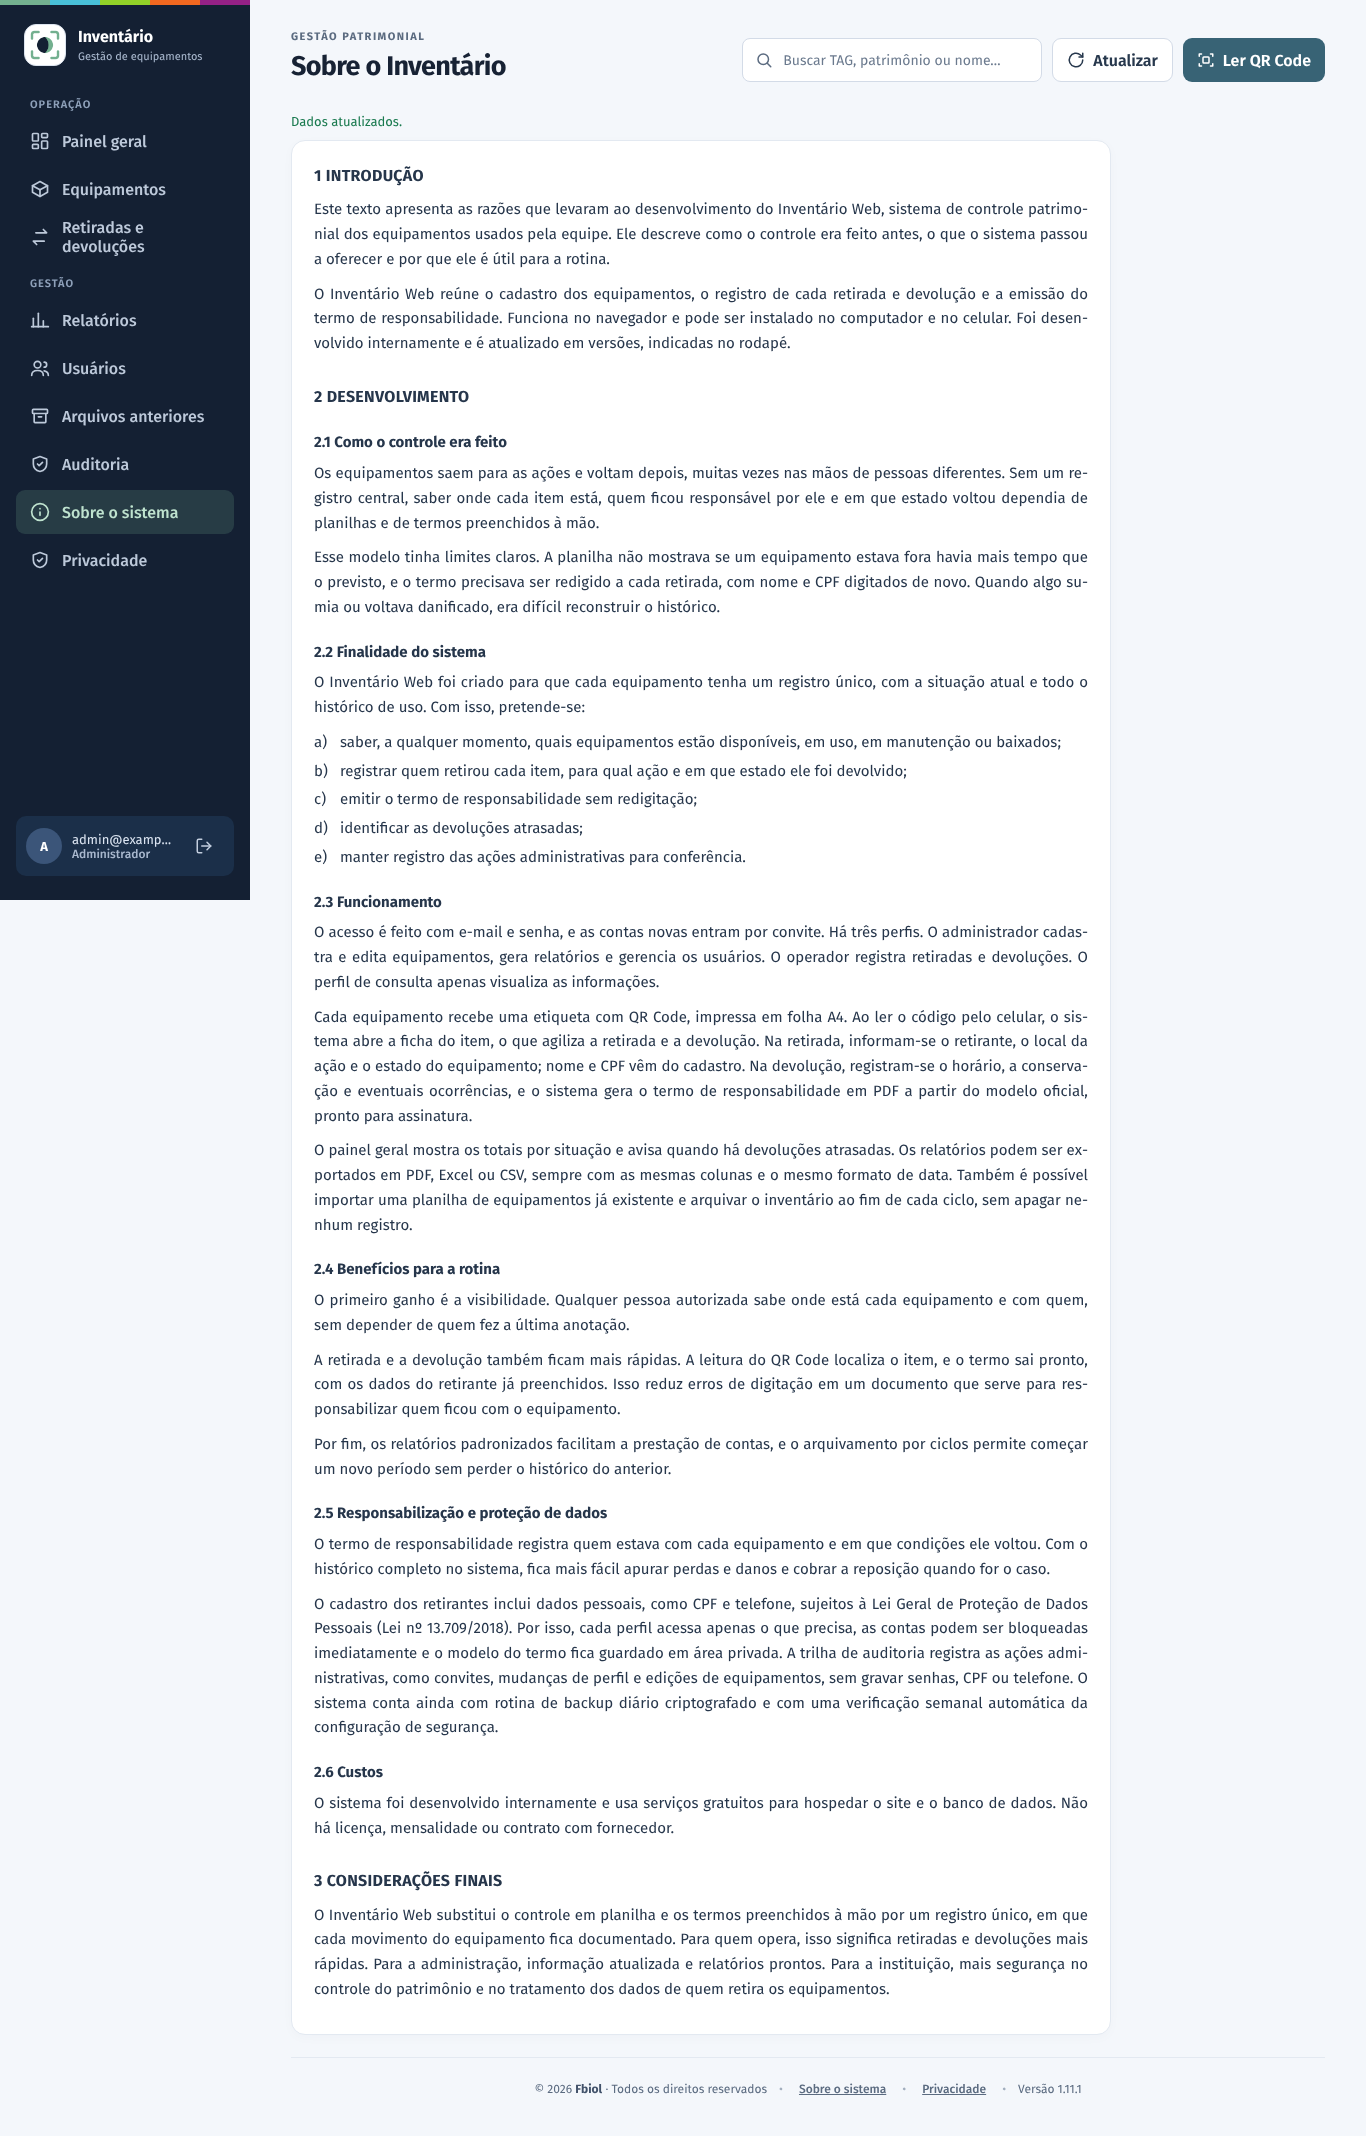 Inventário
Gestão de equipamentos
OPERAÇÃO
Painel geral
Equipamentos
Retiradas e
devoluções
GESTÃO
Relatórios
Usuários
Arquivos anteriores
Auditoria
Sobre o sistema
Privacidade
A
admin@examp...
Administrador
GESTÃO PATRIMONIAL
Sobre o Inventário
Buscar TAG, patrimônio ou nome...
Atualizar
Ler QR Code
Dados atualizados.
1 INTRODUÇÃO
Este texto apresenta as razões que levaram ao desenvolvimento do Inventário Web, sistema de controle patrimo-
nial dos equipamentos usados pela equipe. Ele descreve como o controle era feito antes, o que o sistema passou
a oferecer e por que ele é útil para a rotina.
O Inventário Web reúne o cadastro dos equipamentos, o registro de cada retirada e devolução e a emissão do
termo de responsabilidade. Funciona no navegador e pode ser instalado no computador e no celular. Foi desen-
volvido internamente e é atualizado em versões, indicadas no rodapé.
2 DESENVOLVIMENTO
2.1 Como o controle era feito
Os equipamentos saem para as ações e voltam depois, muitas vezes nas mãos de pessoas diferentes. Sem um re-
gistro central, saber onde cada item está, quem ficou responsável por ele e em que estado voltou dependia de
planilhas e de termos preenchidos à mão.
Esse modelo tinha limites claros. A planilha não mostrava se um equipamento estava fora havia mais tempo que
o previsto, e o termo precisava ser redigido a cada retirada, com nome e CPF digitados de novo. Quando algo su-
mia ou voltava danificado, era difícil reconstruir o histórico.
2.2 Finalidade do sistema
O Inventário Web foi criado para que cada equipamento tenha um registro único, com a situação atual e todo o
histórico de uso. Com isso, pretende-se:
a) saber, a qualquer momento, quais equipamentos estão disponíveis, em uso, em manutenção ou baixados;
b) registrar quem retirou cada item, para qual ação e em que estado ele foi devolvido;
c) emitir o termo de responsabilidade sem redigitação;
d) identificar as devoluções atrasadas;
e) manter registro das ações administrativas para conferência.
2.3 Funcionamento
O acesso é feito com e-mail e senha, e as contas novas entram por convite. Há três perfis. O administrador cadas-
tra e edita equipamentos, gera relatórios e gerencia os usuários. O operador registra retiradas e devoluções. O
perfil de consulta apenas visualiza as informações.
Cada equipamento recebe uma etiqueta com QR Code, impressa em folha A4. Ao ler o código pelo celular, o sis-
tema abre a ficha do item, o que agiliza a retirada e a devolução. Na retirada, informam-se o retirante, o local da
ação e o estado do equipamento; nome e CPF vêm do cadastro. Na devolução, registram-se o horário, a conserva-
ção e eventuais ocorrências, e o sistema gera o termo de responsabilidade em PDF a partir do modelo oficial,
pronto para assinatura.
O painel geral mostra os totais por situação e avisa quando há devoluções atrasadas. Os relatórios podem ser ex-
portados em PDF, Excel ou CSV, sempre com as mesmas colunas e o mesmo formato de data. Também é possível
importar uma planilha de equipamentos já existente e arquivar o inventário ao fim de cada ciclo, sem apagar ne-
nhum registro.
2.4 Benefícios para a rotina
O primeiro ganho é a visibilidade. Qualquer pessoa autorizada sabe onde está cada equipamento e com quem,
sem depender de quem fez a última anotação.
A retirada e a devolução também ficam mais rápidas. A leitura do QR Code localiza o item, e o termo sai pronto,
com os dados do retirante já preenchidos. Isso reduz erros de digitação em um documento que serve para res-
ponsabilizar quem ficou com o equipamento.
Por fim, os relatórios padronizados facilitam a prestação de contas, e o arquivamento por ciclos permite começar
um novo período sem perder o histórico do anterior.
2.5 Responsabilização e proteção de dados
O termo de responsabilidade registra quem estava com cada equipamento e em que condições ele voltou. Com o
histórico completo no sistema, fica mais fácil apurar perdas e danos e cobrar a reposição quando for o caso.
O cadastro dos retirantes inclui dados pessoais, como CPF e telefone, sujeitos à Lei Geral de Proteção de Dados
Pessoais (Lei nº 13.709/2018). Por isso, cada perfil acessa apenas o que precisa, as contas podem ser bloqueadas
imediatamente e o modelo do termo fica guardado em área privada. A trilha de auditoria registra as ações admi-
nistrativas, como convites, mudanças de perfil e edições de equipamentos, sem gravar senhas, CPF ou telefone. O
sistema conta ainda com rotina de backup diário criptografado e com uma verificação semanal automática da
configuração de segurança.
2.6 Custos
O sistema foi desenvolvido internamente e usa serviços gratuitos para hospedar o site e o banco de dados. Não
há licença, mensalidade ou contrato com fornecedor.
3 CONSIDERAÇÕES FINAIS
O Inventário Web substitui o controle em planilha e os termos preenchidos à mão por um registro único, em que
cada movimento do equipamento fica documentado. Para quem opera, isso significa retiradas e devoluções mais
rápidas. Para a administração, informação atualizada e relatórios prontos. Para a instituição, mais segurança no
controle do patrimônio e no tratamento dos dados de quem retira os equipamentos.
© 2026 Fbiol · Todos os direitos reservados • Sobre o sistema • Privacidade • Versão 1.11.1